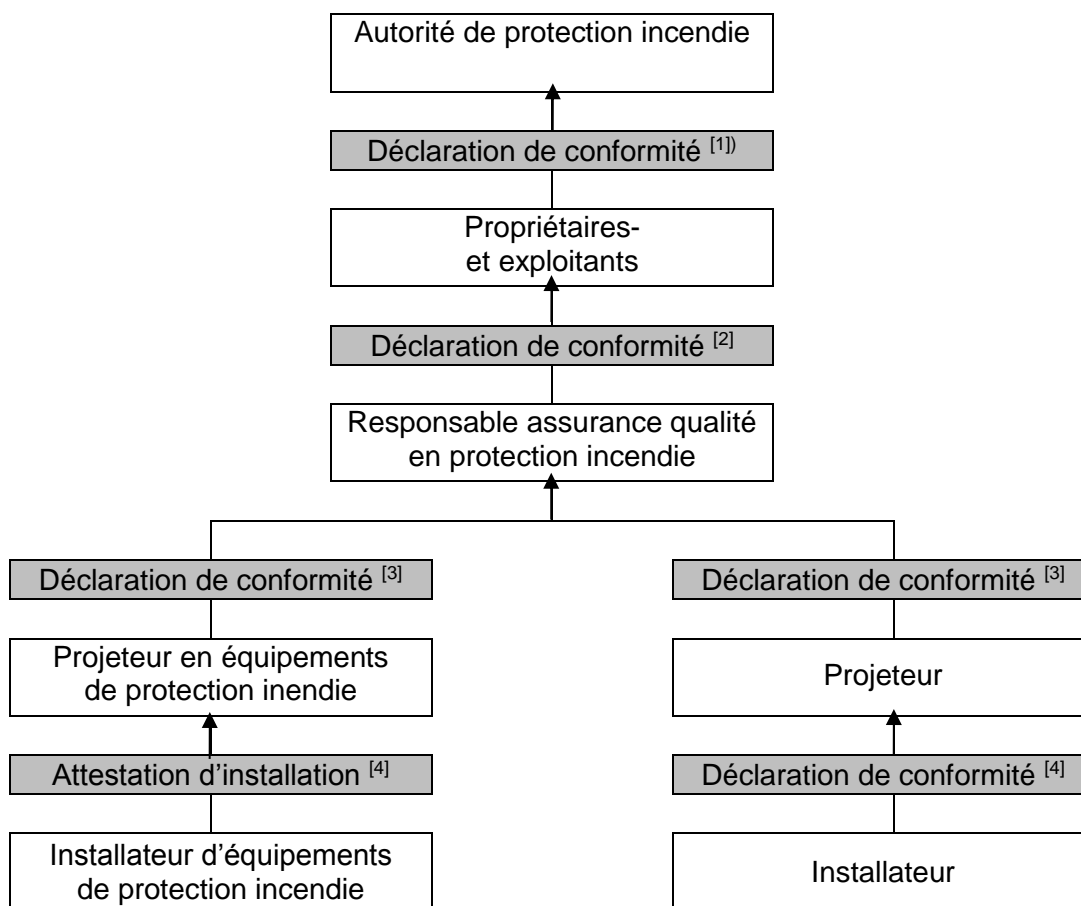 Autorité de protection incendie
Déclaration de conformité [1])
Propriétaires-
et exploitants
Déclaration de conformité [2]
Responsable assurance qualité
en protection incendie
Déclaration de conformité [3]
Déclaration de conformité [3]
Projeteur en équipements
de protection inendie
Projeteur
Attestation d’installation [4]
Déclaration de conformité [4]
Installateur d’équipements
de protection incendie
Installateur